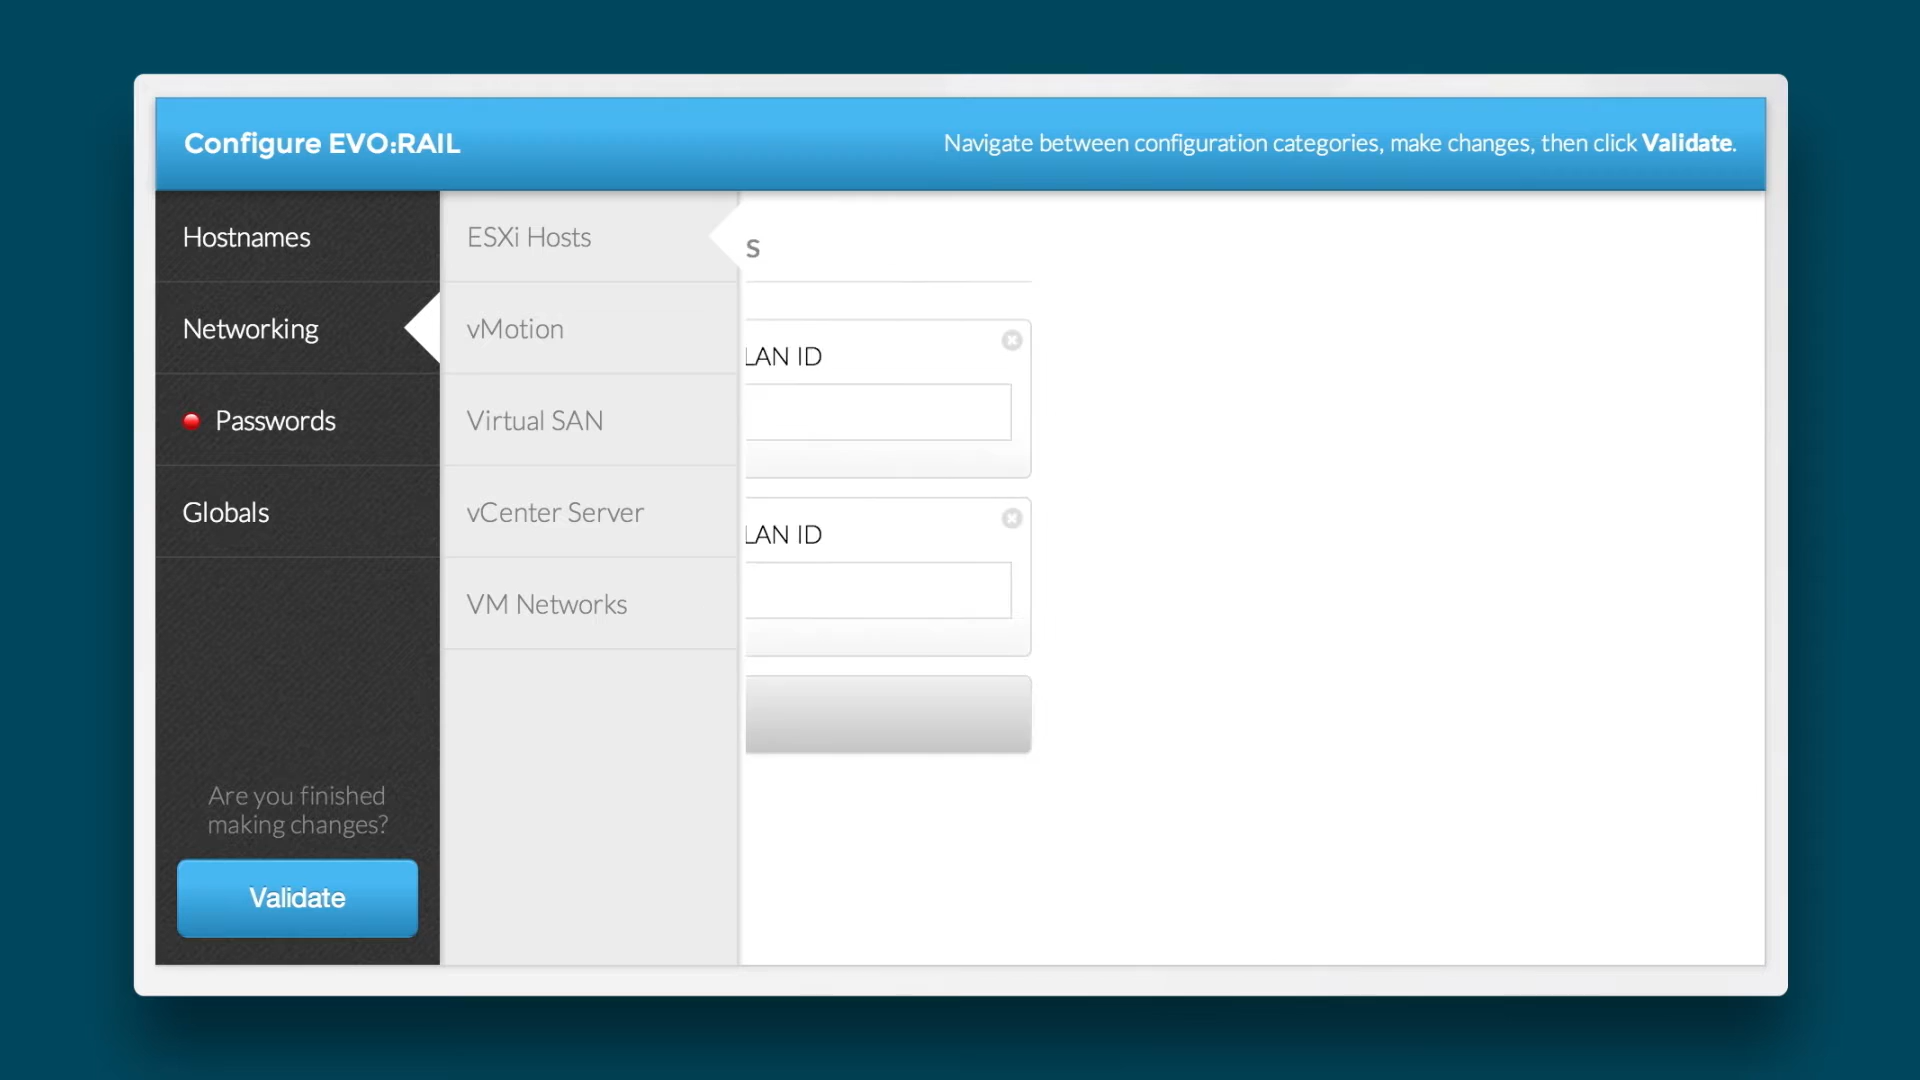 Configure EVO:RAIL
Navigate between configuration categories, make changes, then click Validate.
Hostnames
Networking
Passwords
Globals
Are you finished
making changes?
Validate
ESXi Hosts
vMotion
Virtual SAN
vCenter Server
VM Networks
s
LAN ID
LAN ID